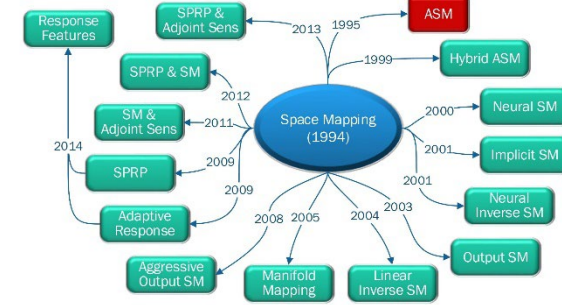 Response
Features
SPRP &
Adjoint Sens
2013
1995
ASM
1999
Hybrid ASM
SPRP & SM
2012
Space Mapping
(1994)
2000
Neural SM
SM &
Adjoint Sens
2011
2001
Implicit SM
2014
2009
SPRP
2009
2001
Neural
Inverse SM
Adaptive
Response
2008
2005
2004
2003
Output SM
Aggressive
Output SM
Manifold
Mapping
Linear
Inverse SM